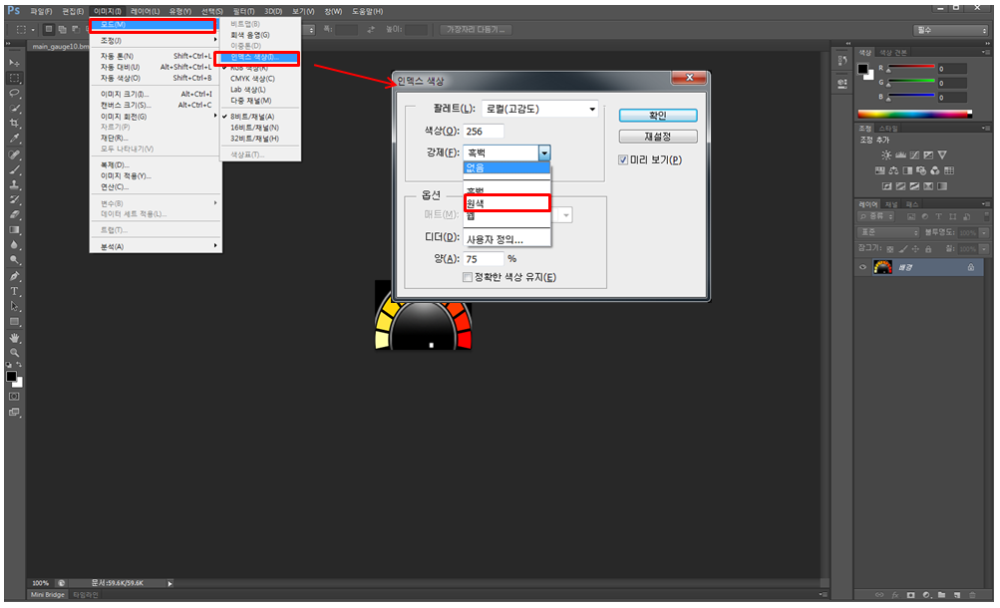 Ps 파일(F) 편집(E) 이미지(I) 레이어(L) 유형(Y) 선택(S) 필터(T) 3D(D) 보기(V) 창(W) 도움말(H)
높이: 가장자리 다듬기... 필수
main_gauge10.bm
모드(M)
조정(J)
자동 톤(N) Shift+Ctrl+L
자동 대비(U) Alt+Shift+Ctrl+L
자동 색상(O) Shift+Ctrl+B
이미지 크기(I)... Alt+Ctrl+I
캔버스 크기(S)... Alt+Ctrl+C
이미지 회전(G)
자르기(P)
재단(R)...
모두 나타내기(V)
복제(D)...
이미지 적용(Y)...
연산(C)...
변수(B)
데이터 세트 적용(L)...
트랩(T)...
분석(A)
비트맵(B)
회색 음영(G)
이중톤(D)
인덱스 색상(I)...
RGB 색상(R)
CMYK 색상(C)
Lab 색상(L)
다중 채널(M)
8비트/채널(A)
16비트/채널(N)
32비트/채널(H)
색상표(T)...
인덱스 색상
팔레트(L): 로컬(고감도)
색상(O): 256
강제(F): 흑백
없음
흑백
원색
웹
사용자 정의...
옵션
매트(M):
디더(D):
양(A): 75 %
정확한 색상 유지(E)
확인
재설정
미리 보기(P)
색상 색상 견본
R 0
G 0
B 0
조정 스타일
조정 추가
레이어 채널 패스
종류
표준 불투명도: 100%
잠그기: 칠: 100%
배경
100% 문서:59.6K/59.6K
Mini Bridge 타임라인